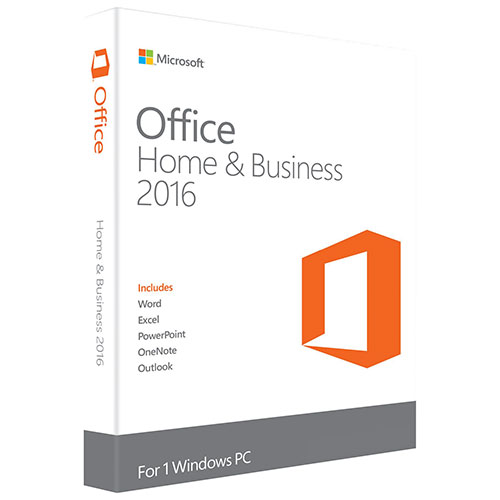 Office
Home & Business 2016
Microsoft
Office
Home & Business
2016
Includes
Word
Excel
PowerPoint
OneNote
Outlook
For 1 Windows PC